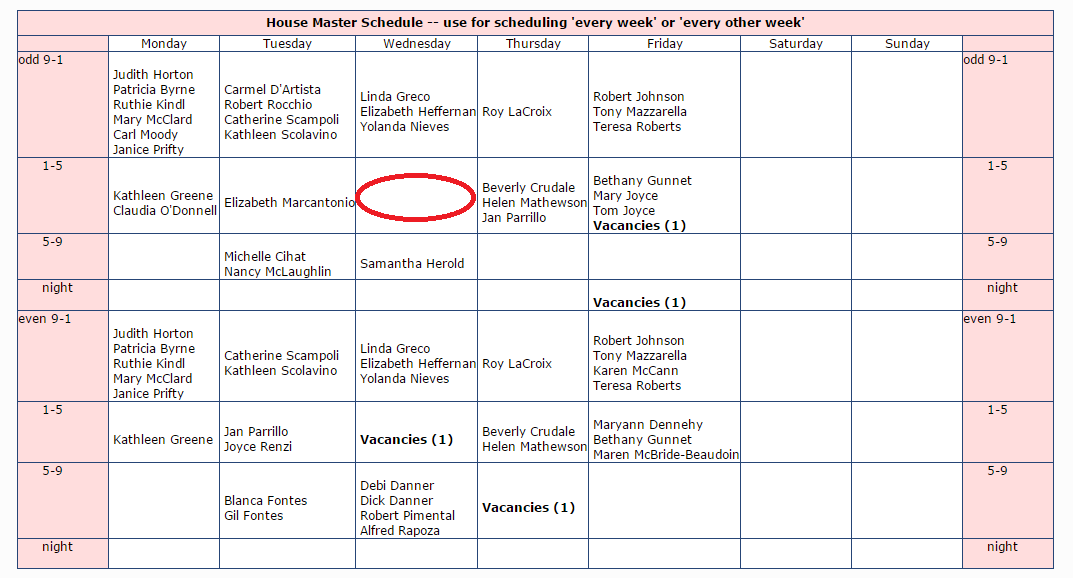 House Master Schedule -- use for scheduling 'every week' or 'every other week'
Monday Tuesday Wednesday Thursday Friday Saturday Sunday
odd 9-1
Judith Horton
Patricia Byrne
Ruthie Kindl
Mary McClard
Carl Moody
Janice Prifty
Carmel D'Artista
Robert Rocchio
Catherine Scampoli
Kathleen Scolavino
Linda Greco
Elizabeth Heffernan
Yolanda Nieves
Roy LaCroix
Robert Johnson
Tony Mazzarella
Teresa Roberts
odd 9-1
1-5
Kathleen Greene
Claudia O'Donnell
Elizabeth Marcantonio
Beverly Crudale
Helen Mathewson
Jan Parrillo
Bethany Gunnet
Mary Joyce
Tom Joyce
Vacancies (1)
1-5
5-9
Michelle Cihat
Nancy McLaughlin
Samantha Herold
5-9
night
Vacancies (1)
night
even 9-1
Judith Horton
Patricia Byrne
Ruthie Kindl
Mary McClard
Janice Prifty
Catherine Scampoli
Kathleen Scolavino
Linda Greco
Elizabeth Heffernan
Yolanda Nieves
Roy LaCroix
Robert Johnson
Tony Mazzarella
Karen McCann
Teresa Roberts
even 9-1
1-5
Kathleen Greene
Jan Parrillo
Joyce Renzi
Vacancies (1)
Beverly Crudale
Helen Mathewson
Maryann Dennehy
Bethany Gunnet
Maren McBride-Beaudoin
1-5
5-9
Blanca Fontes
Gil Fontes
Debi Danner
Dick Danner
Robert Pimental
Alfred Rapoza
Vacancies (1)
5-9
night
night